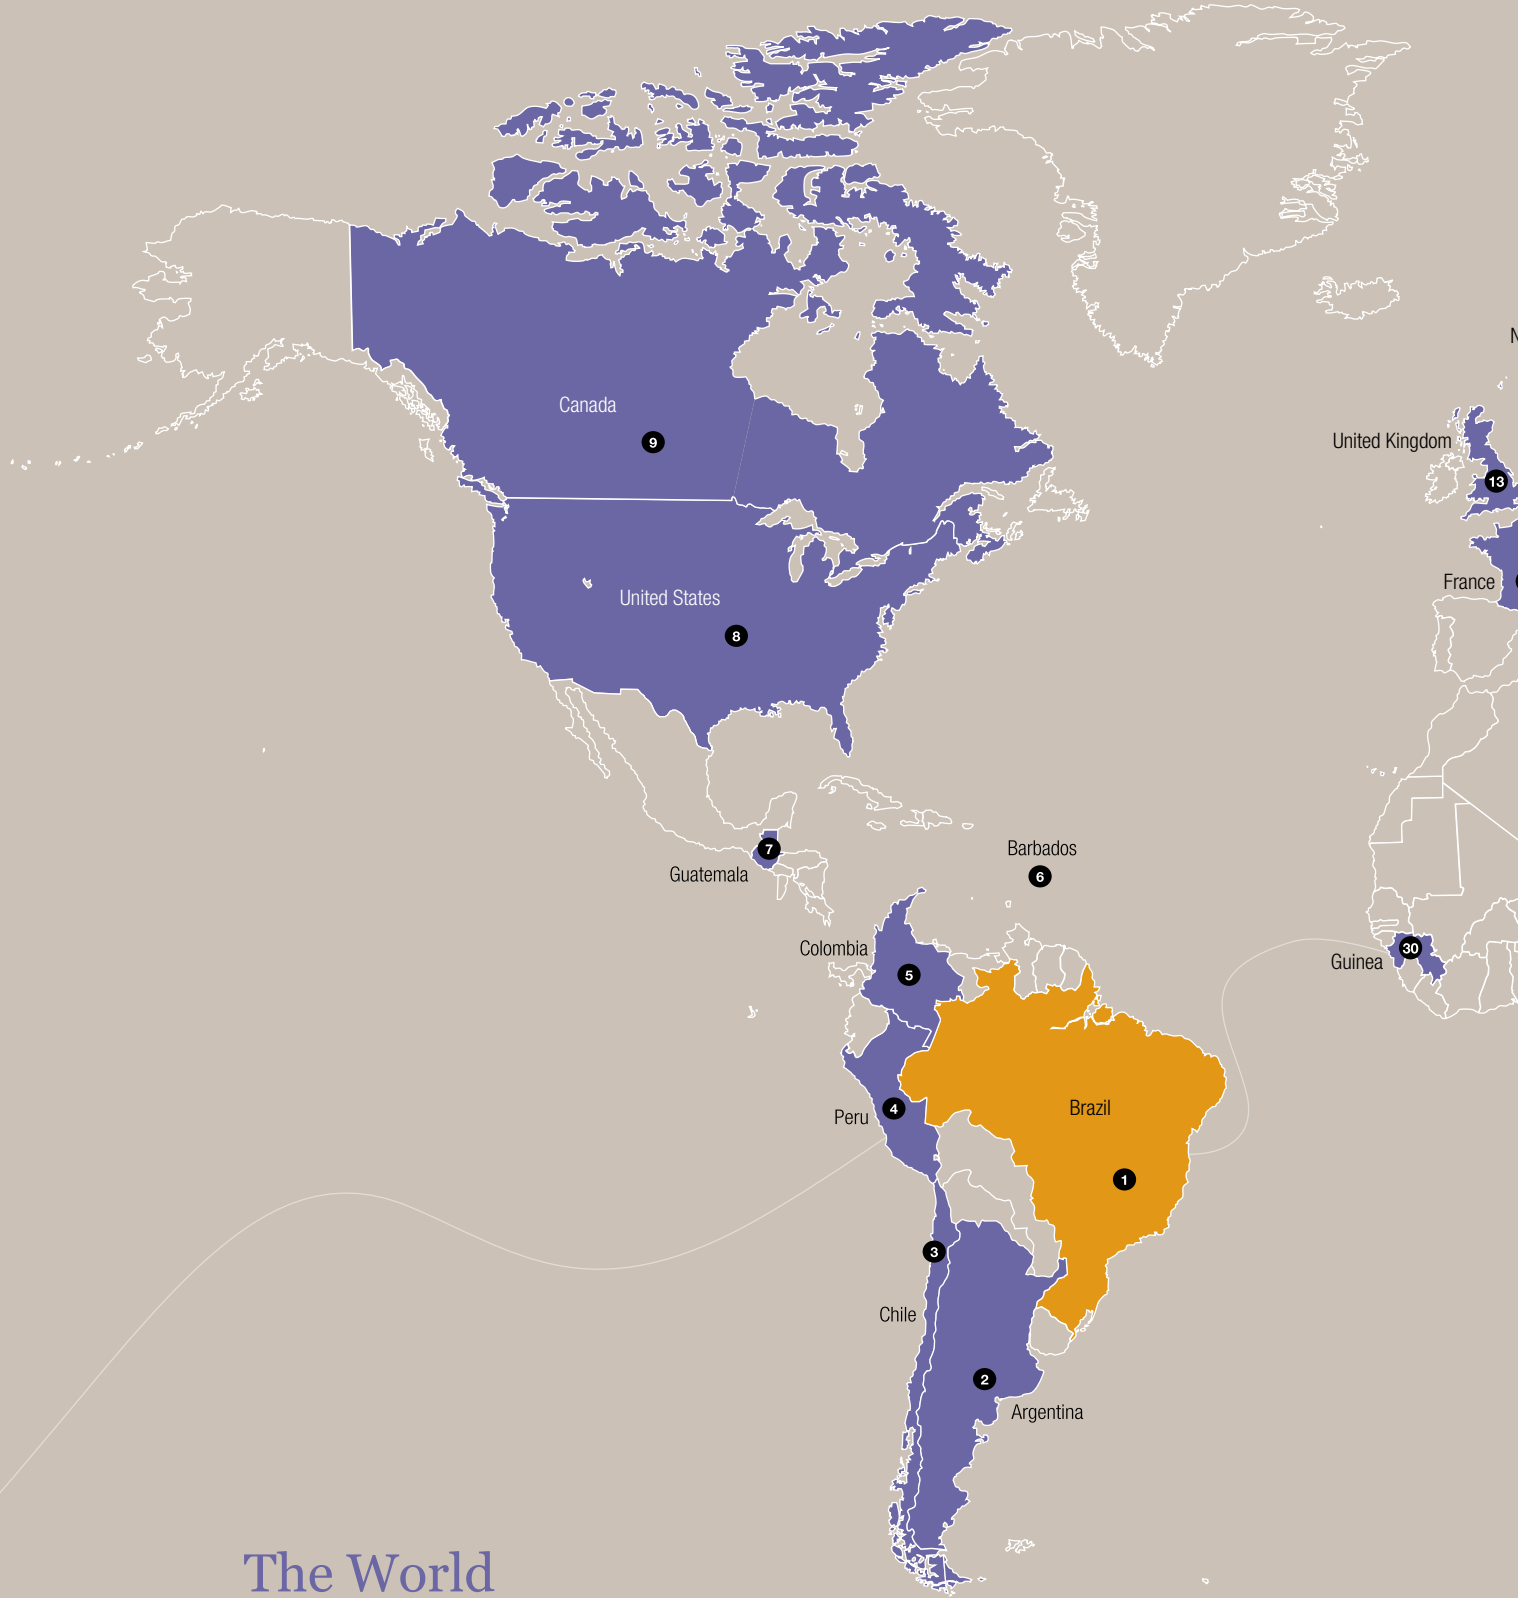 N
Canada
9
United Kingdom
13
United States
8
France
Barbados
7
6
Guatemala
Colombia
30
Guinea
5
Brazil
4
Peru
1
3
Chile
2
Argentina
The World